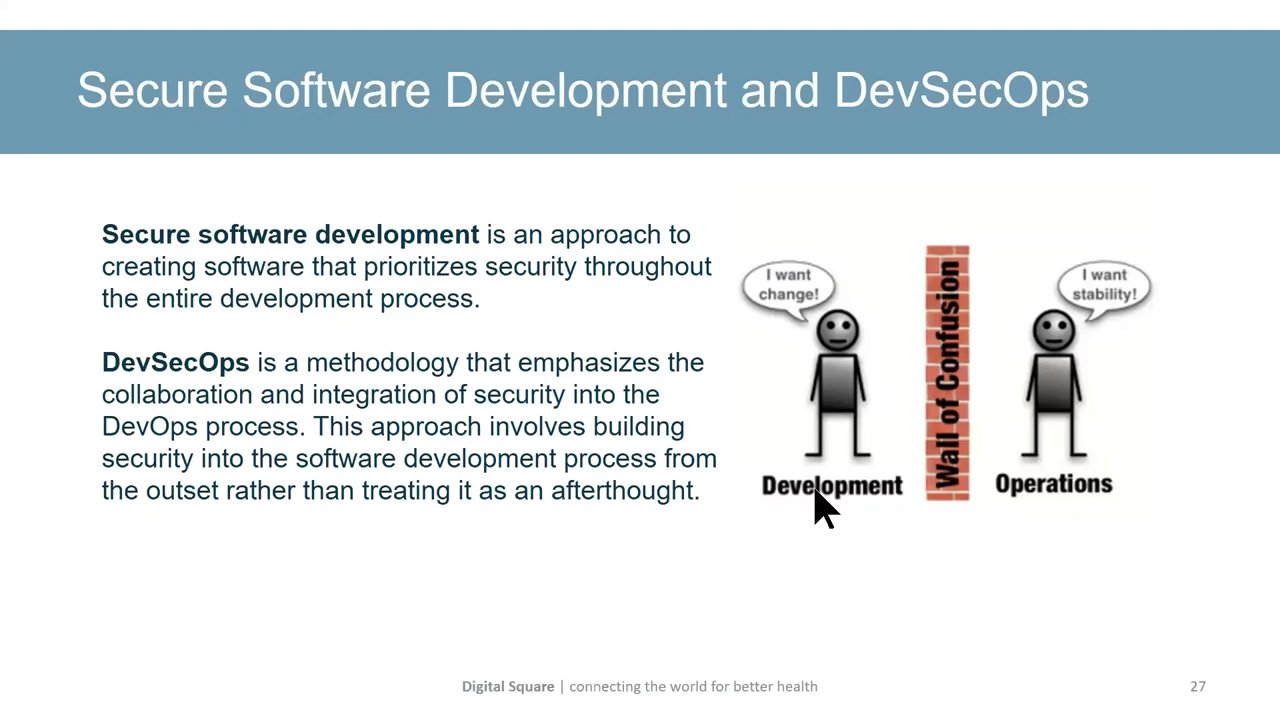 Secure Software Development and DevSecOps
Secure software development is an approach to
creating software that prioritizes security throughout
the entire development process.
DevSecOps is a methodology that emphasizes the
collaboration and integration of security into the
DevOps process. This approach involves building
security into the software development process from
the outset rather than treating it as an afterthought.
I want
change!
Development
Wall of Confusion
I want
stability!
Operations
Digital Square | connecting the world for better health
27